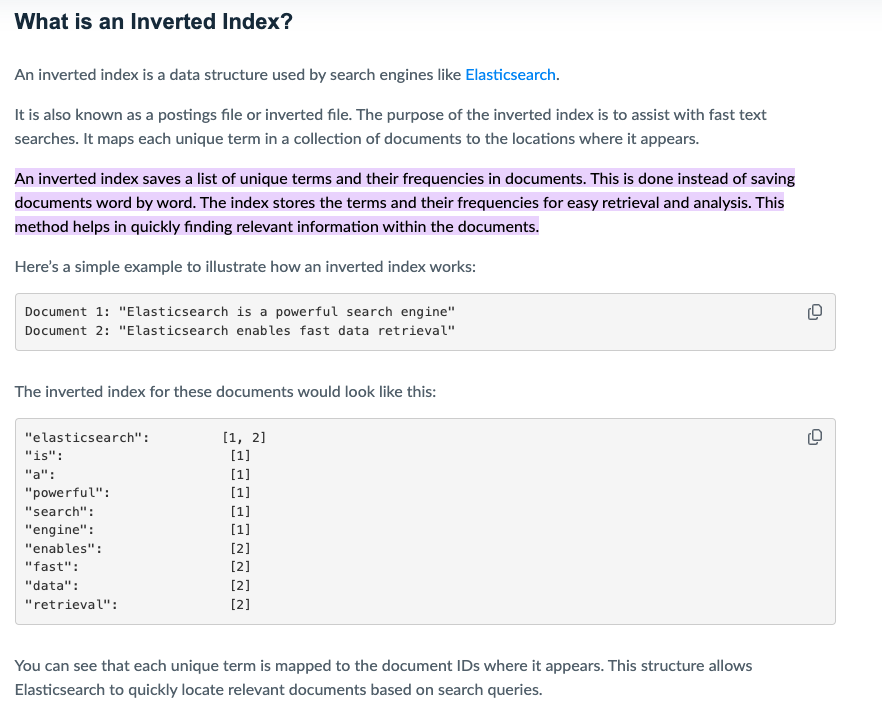 What is an Inverted Index?
An inverted index is a data structure used by search engines like Elasticsearch.
It is also known as a postings file or inverted file. The purpose of the inverted index is to assist with fast text
searches. It maps each unique term in a collection of documents to the locations where it appears.
An inverted index saves a list of unique terms and their frequencies in documents. This is done instead of saving
documents word by word. The index stores the terms and their frequencies for easy retrieval and analysis. This
method helps in quickly finding relevant information within the documents.
Here’s a simple example to illustrate how an inverted index works:
Document 1: "Elasticsearch is a powerful search engine"
Document 2: "Elasticsearch enables fast data retrieval"
The inverted index for these documents would look like this:
"elasticsearch": [1, 2]
"is": [1]
"a": [1]
"powerful": [1]
"search": [1]
"engine": [1]
"enables": [2]
"fast": [2]
"data": [2]
"retrieval": [2]
You can see that each unique term is mapped to the document IDs where it appears. This structure allows
Elasticsearch to quickly locate relevant documents based on search queries.